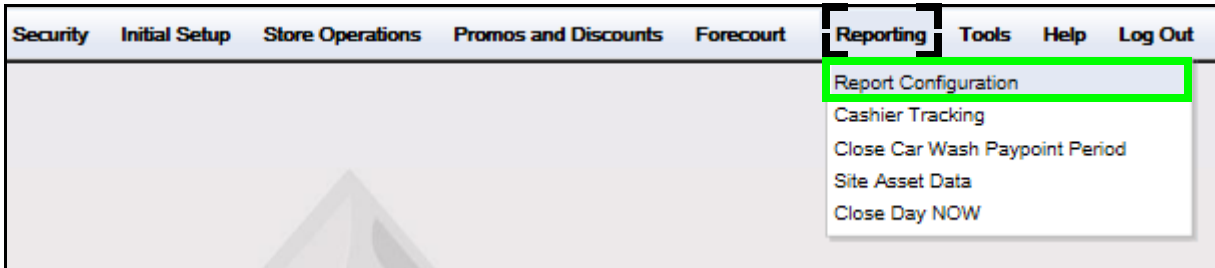 Security Initial Setup Store Operations Promos and Discounts Forecourt Reporting Tools Help Log Out
Report Configuration
Cashier Tracking
Close Car Wash Paypoint Period
Site Asset Data
Close Day NOW